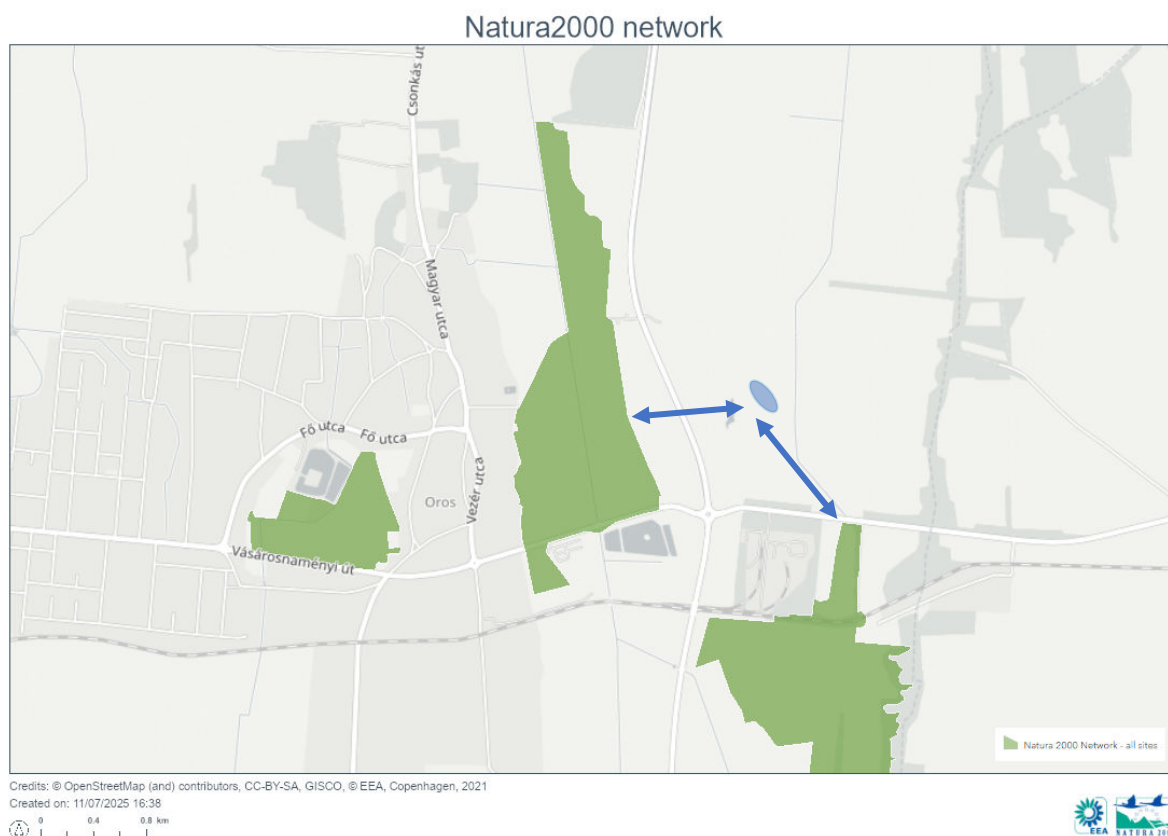 Natura2000 network
Csonkás út
Magyar utca
Fő utca
Fő utca
Vezér utca
Oros
Vásárosnaményi út
Natura 2000 Network - all sites
Credits: © OpenStreetMap (and) contributors, CC-BY-SA, GISCO, © EEA, Copenhagen, 2021
Created on: 11/07/2025 16:38
0 0.4 0.8 km
EEA